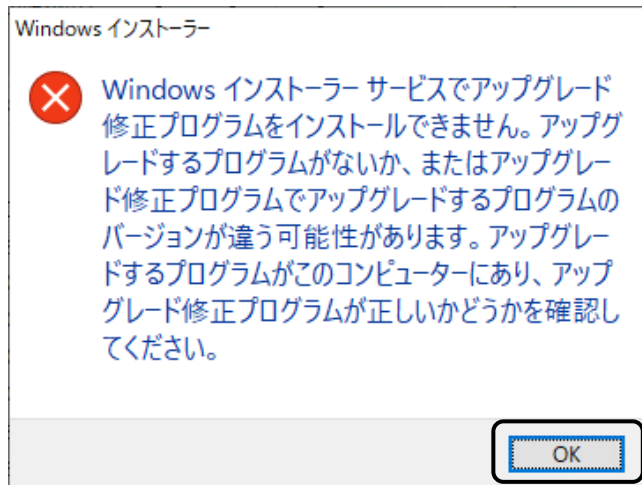 Windows インストーラー
Windows インストーラー サービスでアップグレード
修正プログラムをインストールできません。アップグ
レードするプログラムがないか、またはアップグレー
ド修正プログラムでアップグレードするプログラムの
バージョンが違う可能性があります。アップグレー
ドするプログラムがこのコンピューターにあり、アップ
グレード修正プログラムが正しいかどうかを確認し
てください。
OK